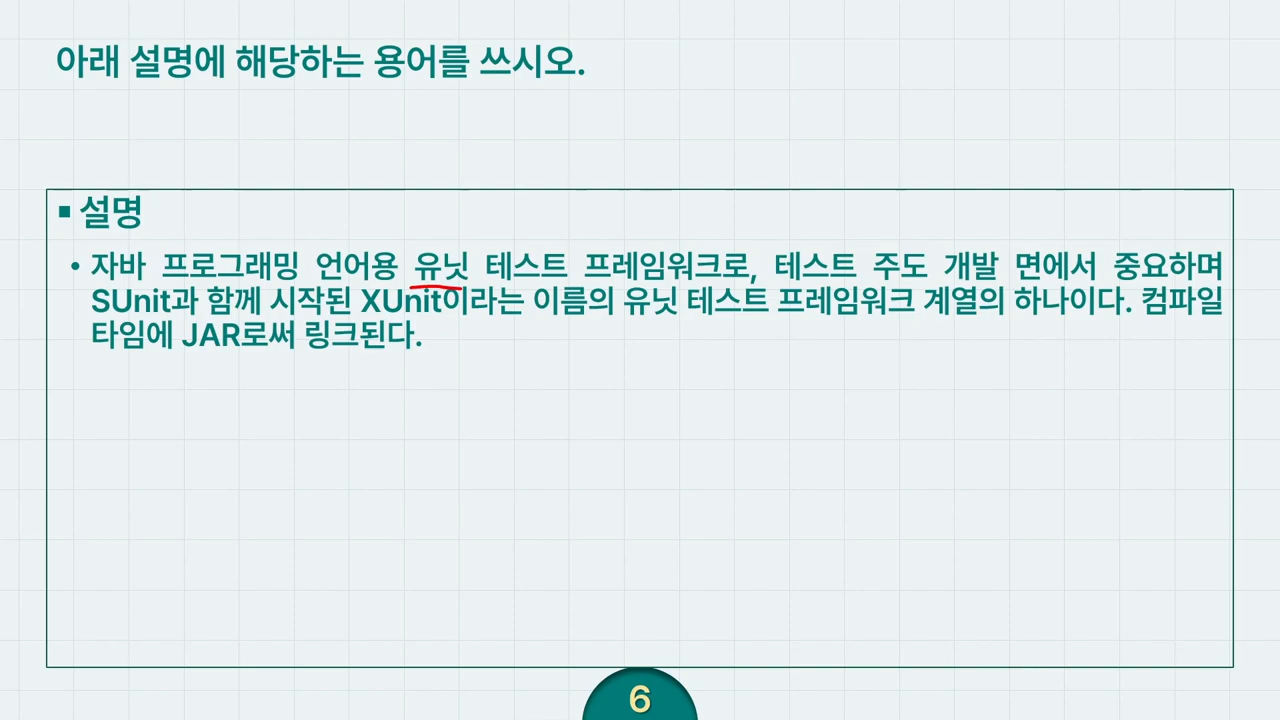 아래 설명에 해당하는 용어를 쓰시오.
▪ 설명
• 자바 프로그래밍 언어용 유닛 테스트 프레임워크로, 테스트 주도 개발 면에서 중요하며
SUnit과 함께 시작된 XUnit이라는 이름의 유닛 테스트 프레임워크 계열의 하나이다. 컴파일
타임에 JAR로써 링크된다.
6